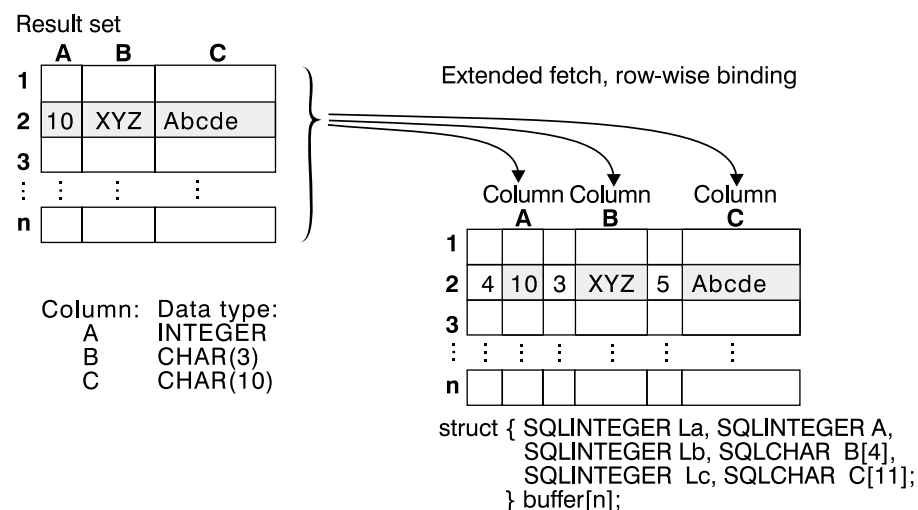 Result set
A B C
1
2 10 XYZ Abcde
3
⋮ ⋮ ⋮ ⋮
n
Column: Data type:
A INTEGER
B CHAR(3)
C CHAR(10)
Extended fetch, row-wise binding
Column Column Column
A B C
1
2 4 10 3 XYZ 5 Abcde
3
⋮ ⋮ ⋮ ⋮ ⋮ ⋮ ⋮
n
struct { SQLINTEGER La, SQLINTEGER A,
SQLINTEGER Lb, SQLCHAR B[4],
SQLINTEGER Lc, SQLCHAR C[11];
} buffer[n];